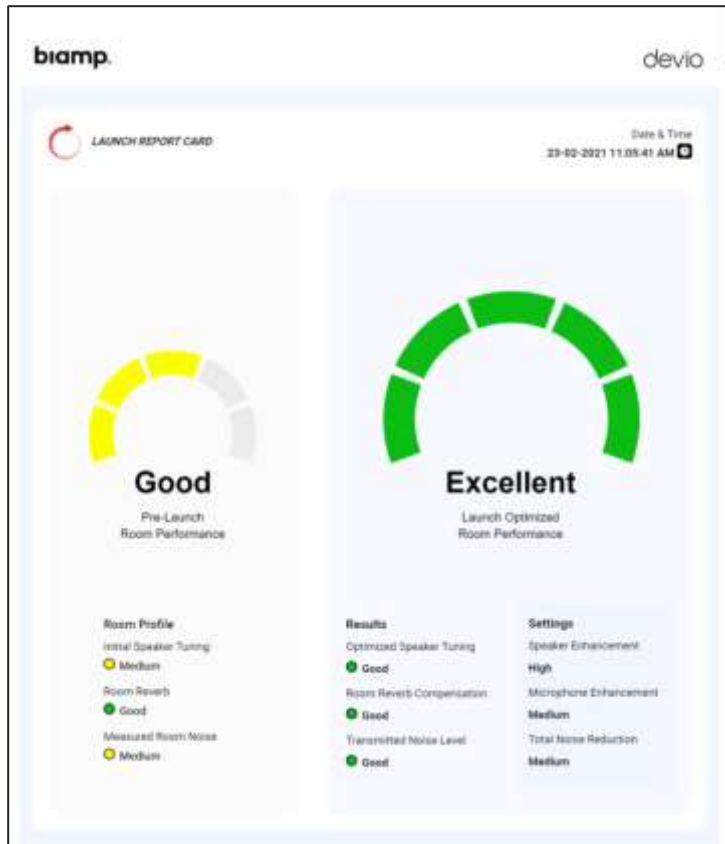 biamp.
devio
LAUNCH REPORT CARD
Date & Time
23-02-2021 11:05:41 AM
Good
Pre-Launch
Room Performance
Room Profile
Initial Speaker Tuning
Medium
Room Reverb
Good
Measured Room Noise
Medium
Excellent
Launch Optimized
Room Performance
Results
Optimized Speaker Tuning
Good
Room Reverb Compensation
Good
Transmitted Noise Level
Good
Settings
Speaker Enhancement
High
Microphone Enhancement
Medium
Total Noise Reduction
Medium